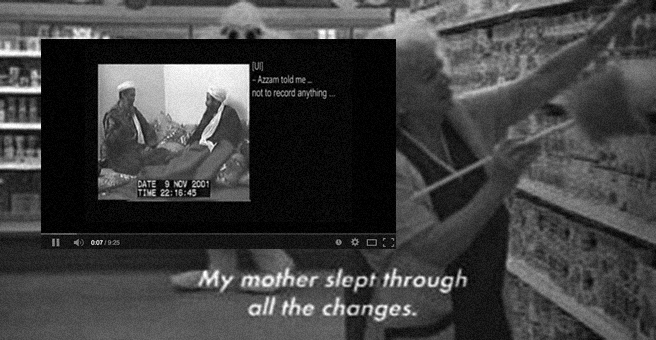 [UI]
– Azzam told me ...
not to record anything ...
DATE 9 NOV 2001
TIME 22:16:45
0:07 / 9:25
My mother slept through
all the changes.